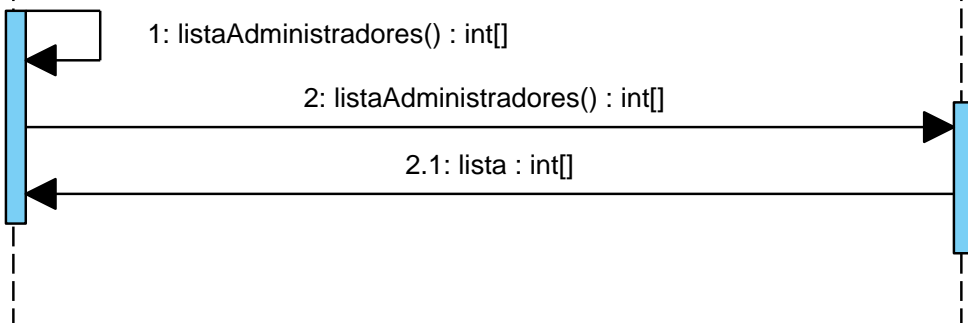 1: listaAdministradores() : int[]
2: listaAdministradores() : int[]
2.1: lista : int[]